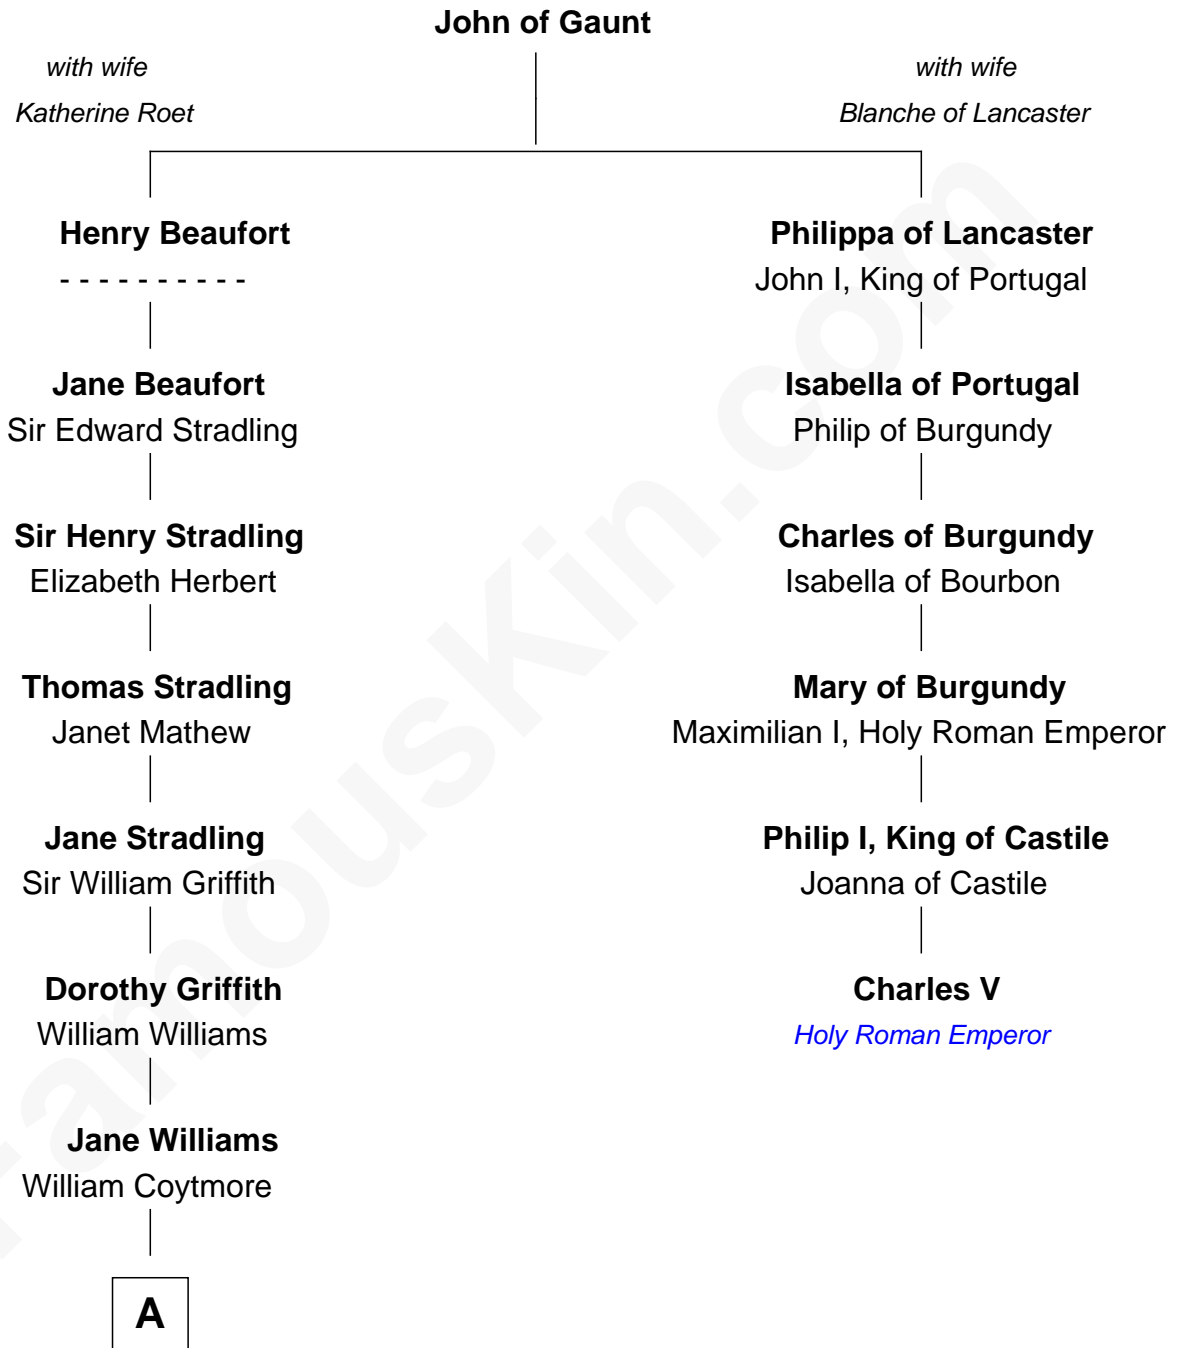 John of Gaunt
with wife
Katherine Roet
with wife
Blanche of Lancaster
Henry Beaufort
- - - - - - - - - -
Philippa of Lancaster
John I, King of Portugal
Jane Beaufort
Sir Edward Stradling
Isabella of Portugal
Philip of Burgundy
Sir Henry Stradling
Elizabeth Herbert
Charles of Burgundy
Isabella of Bourbon
Thomas Stradling
Janet Mathew
Mary of Burgundy
Maximilian I, Holy Roman Emperor
Jane Stradling
Sir William Griffith
Philip I, King of Castile
Joanna of Castile
Dorothy Griffith
William Williams
Charles V
Holy Roman Emperor
Jane Williams
William Coytmore
A
FamousKin.com